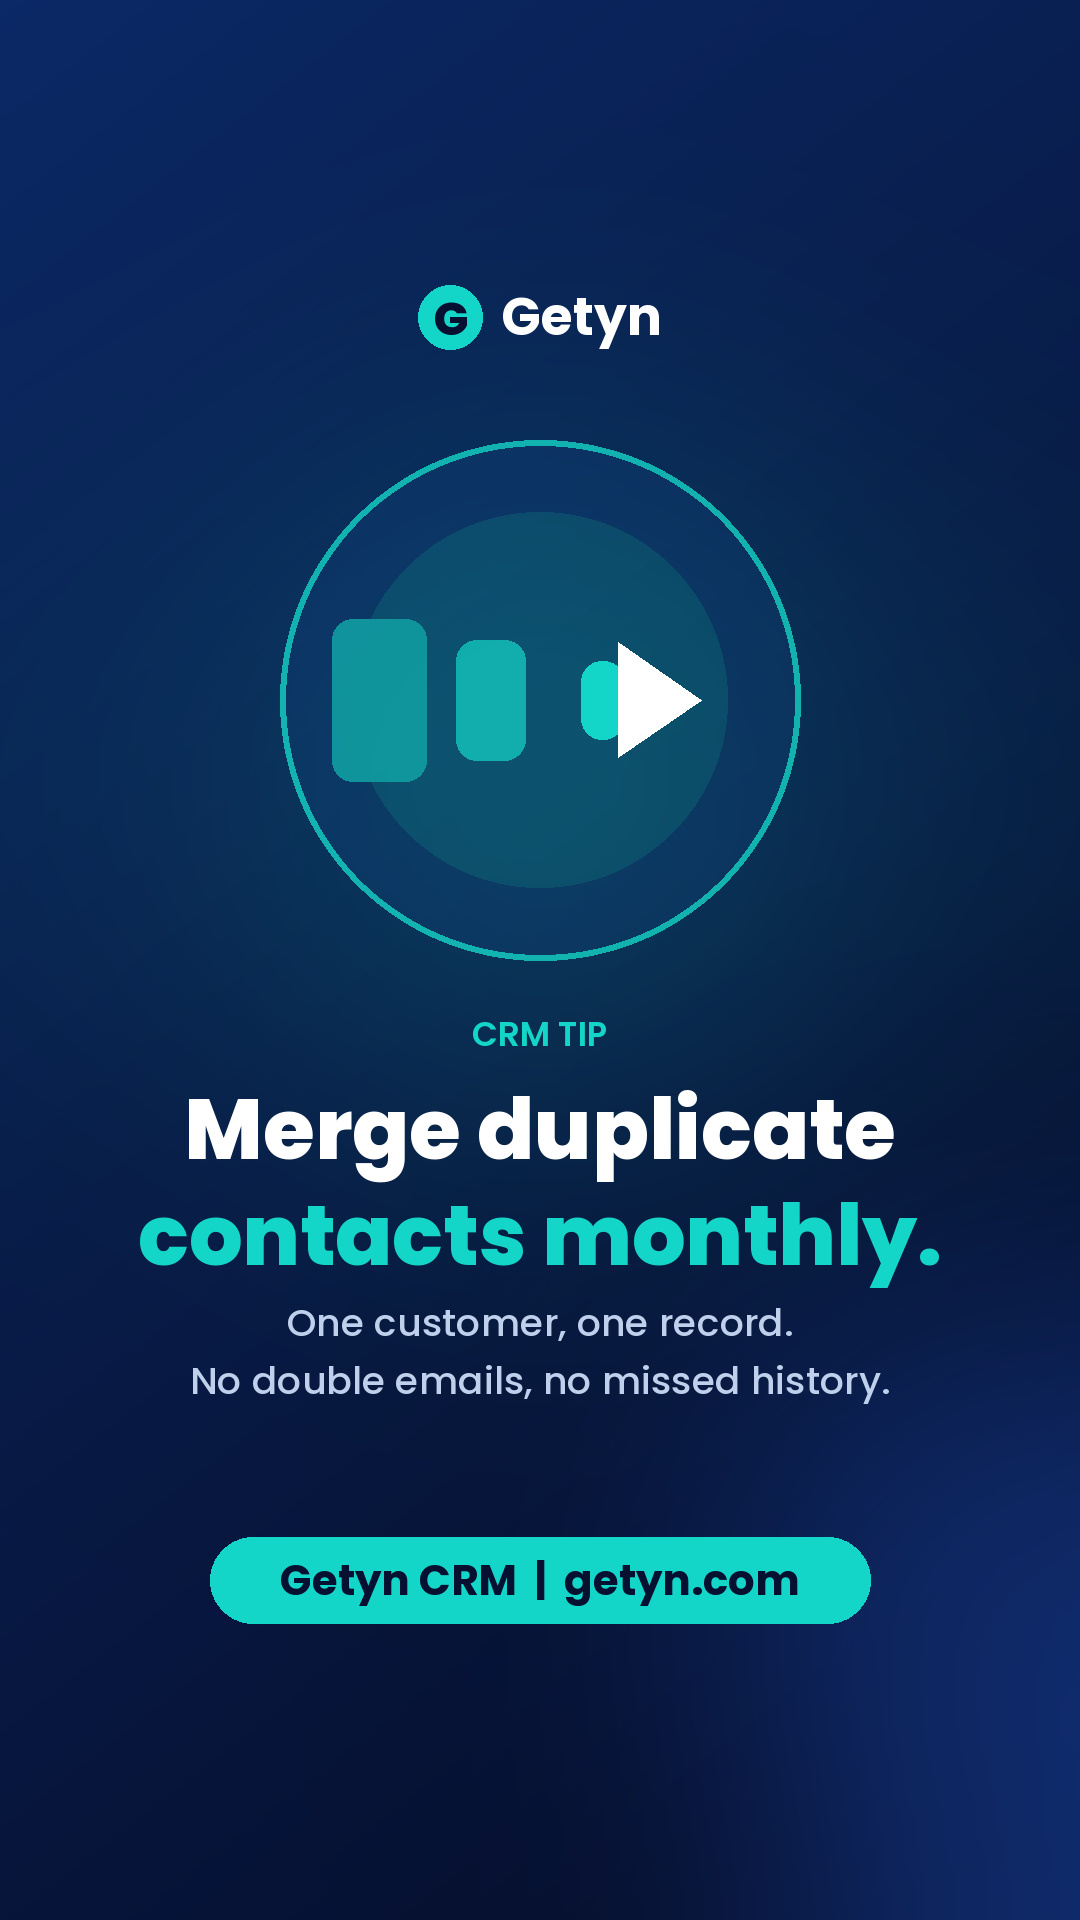 G Getyn
CRM TIP
Merge duplicate
contacts monthly.
One customer, one record.
No double emails, no missed history.
Getyn CRM | getyn.com